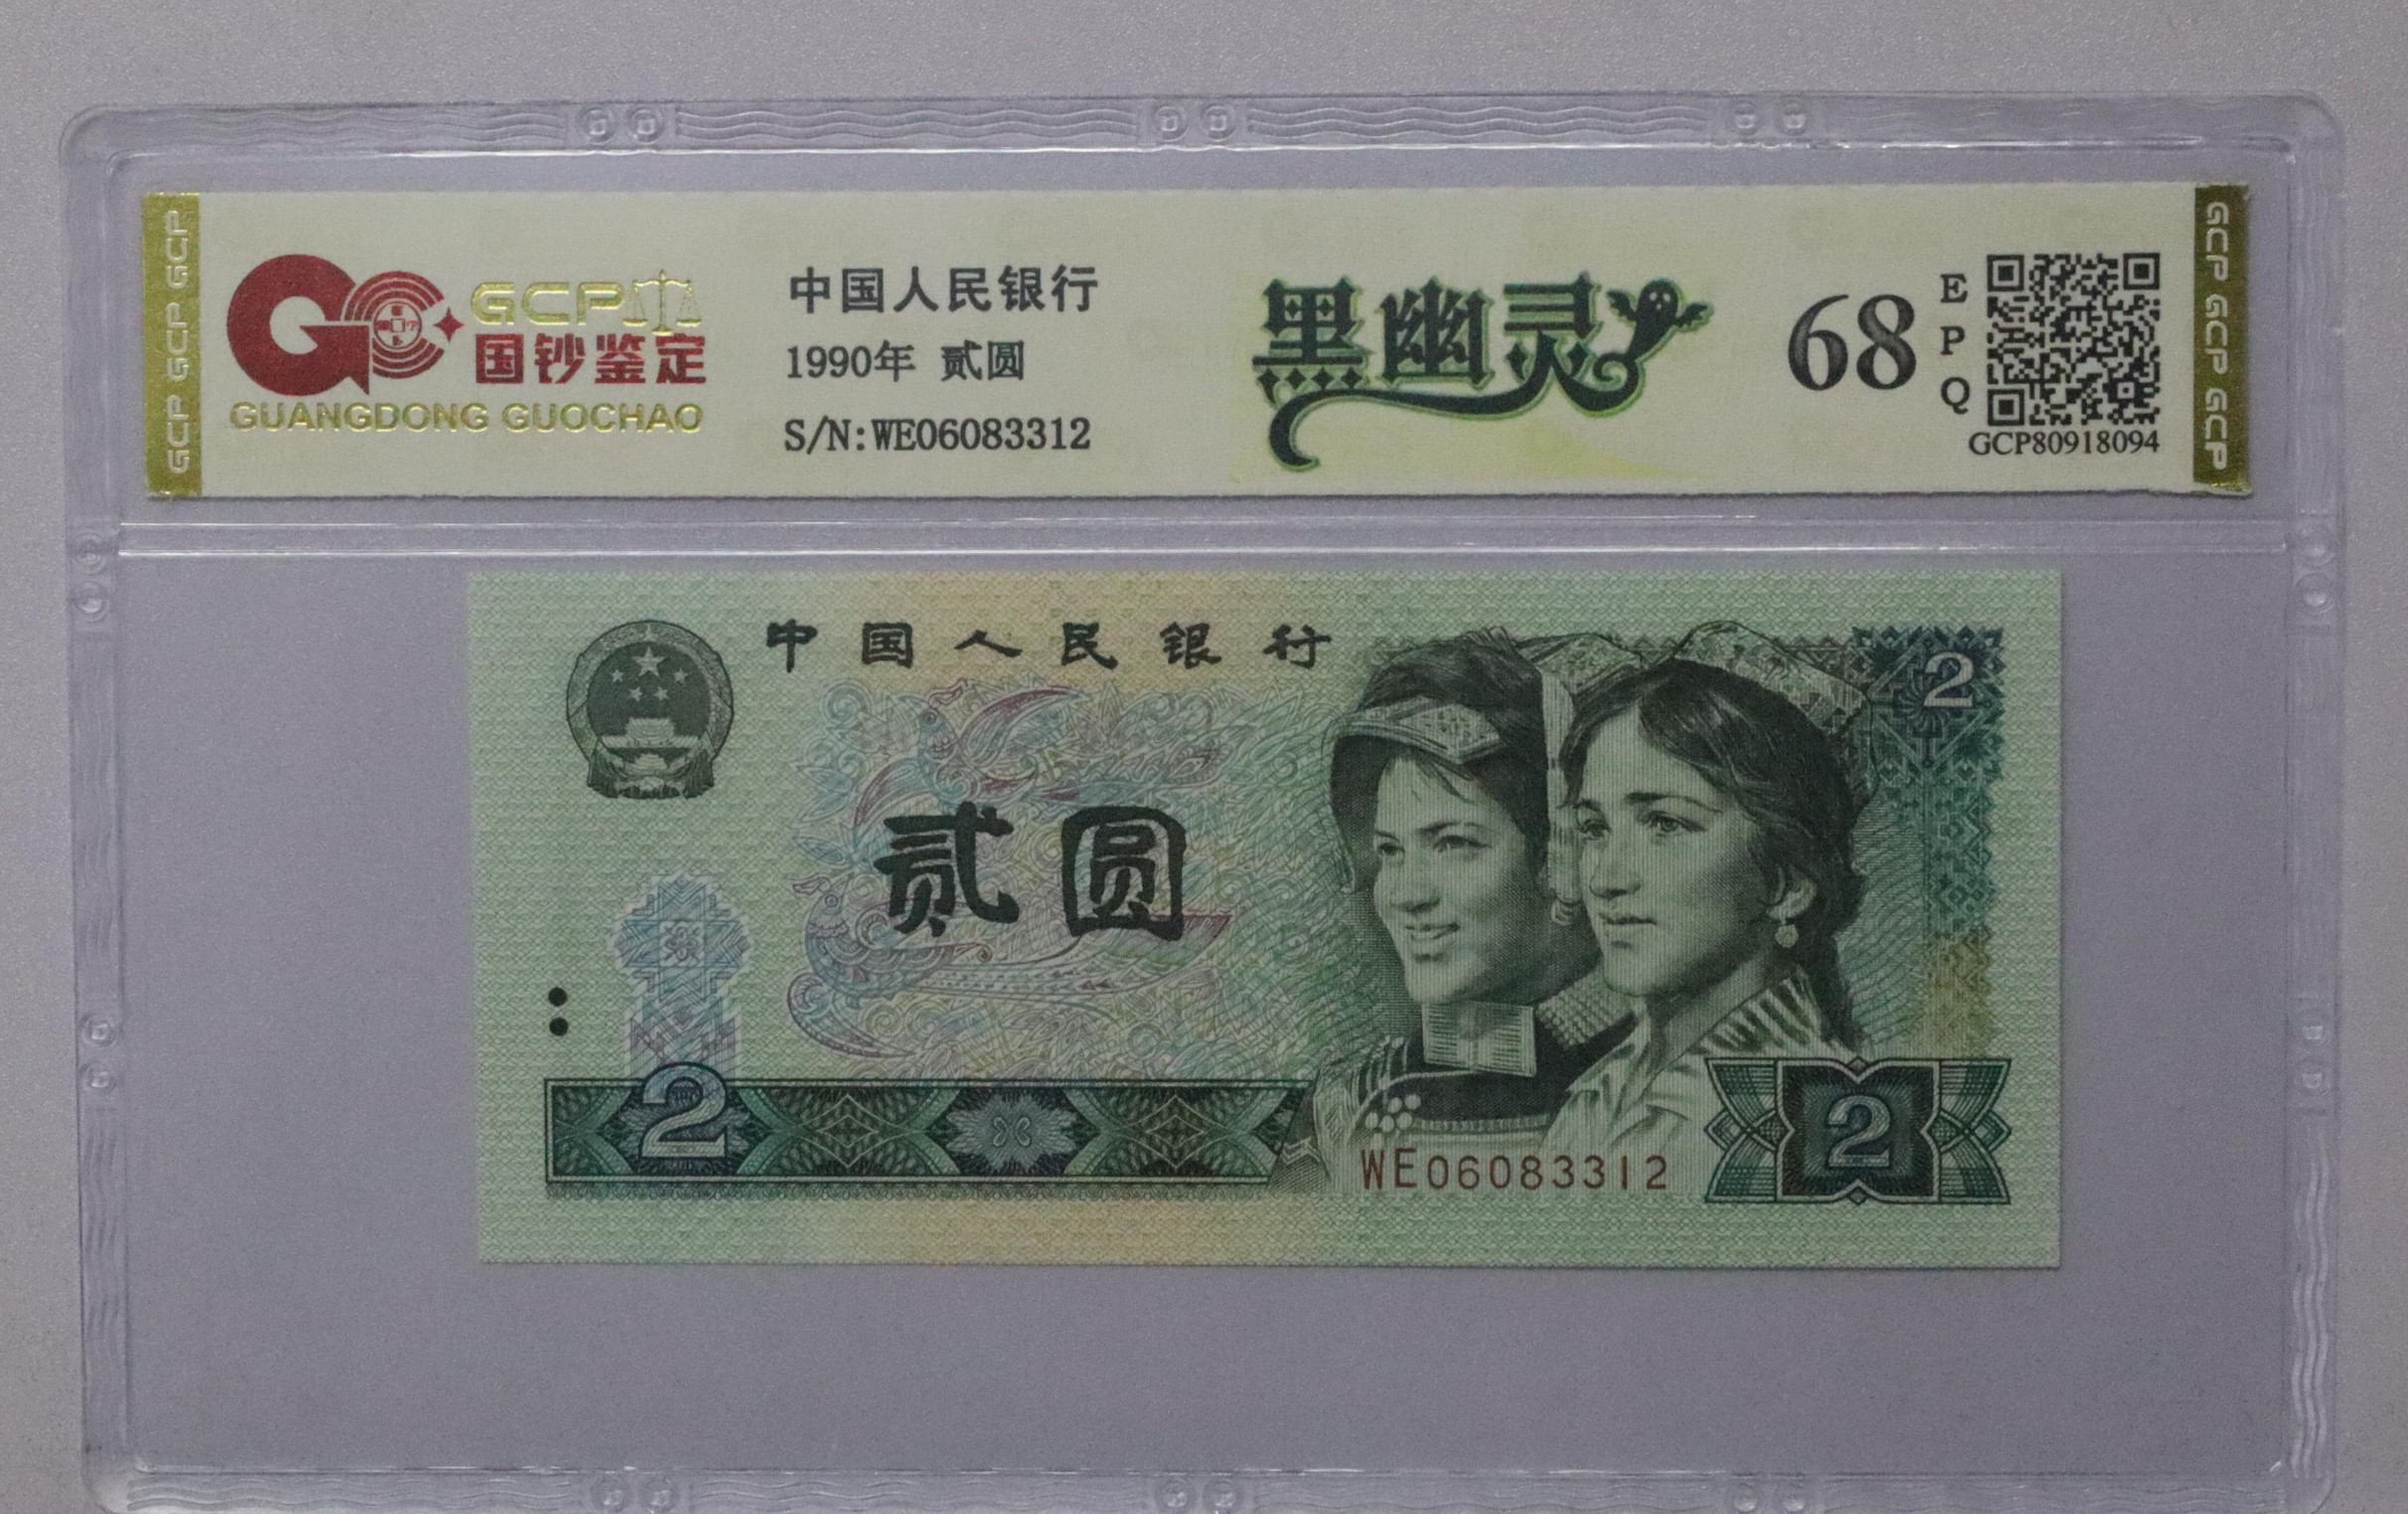 GCP GCP GCP
GCP
国钞鉴定
GUANGDONG GUOCHAO
中国人民银行
1990年 贰圆
S/N:WE06083312
黑幽灵
68
E
P
Q
GCP80918094
GCP GCP GCP
中国人民银行
2
贰圆
2
WE06083312
2